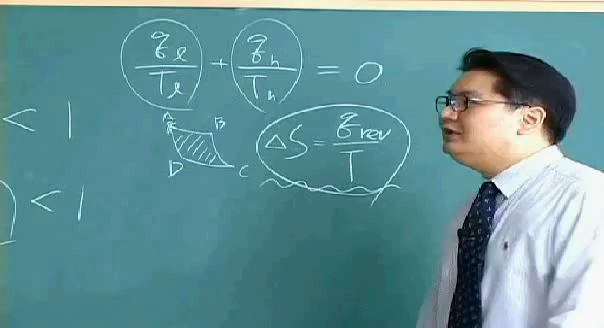 q_l/T_l + q_h/T_h = 0
< 1
A B
ΔS = q_rev/T
D C
) < 1